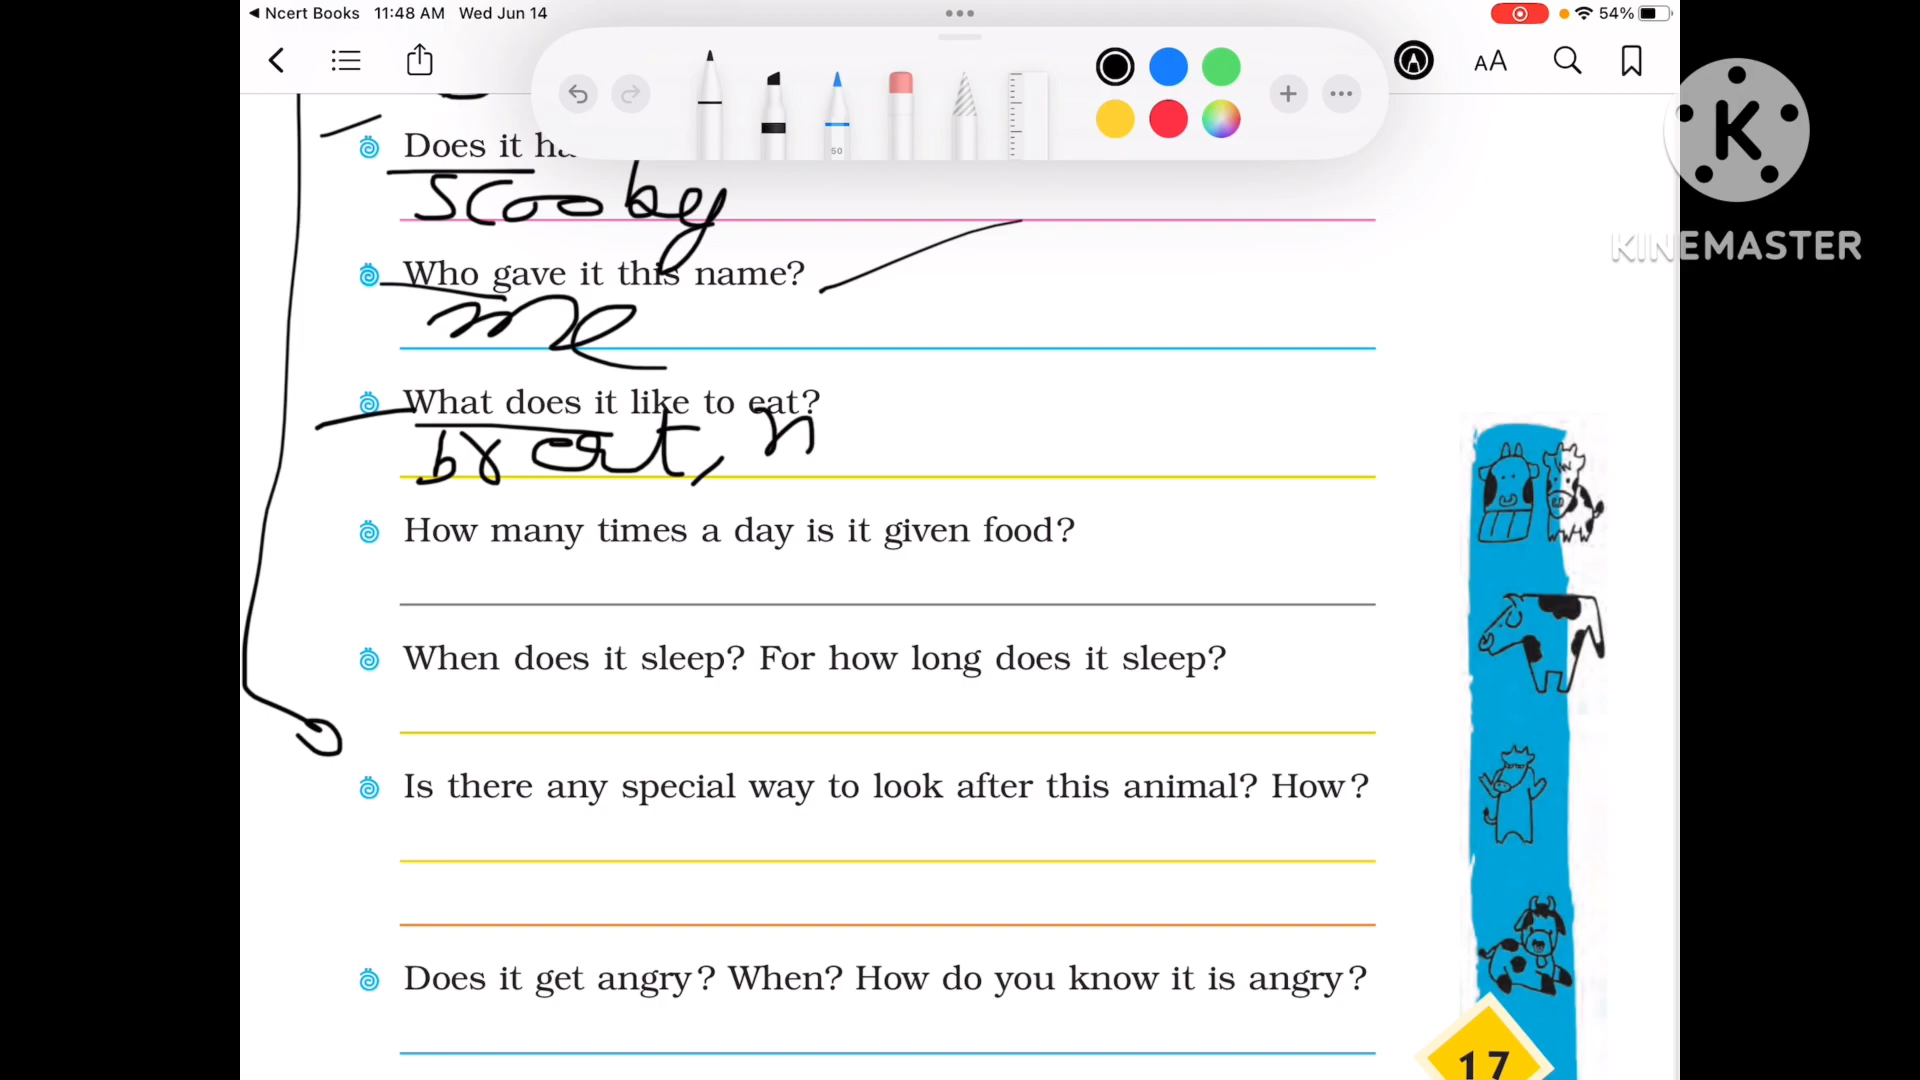 Ncert Books 11:48 AM Wed Jun 14 54%
AA
50
K
KINEMASTER
Does it ha
scooby
Who gave it this name?
me
What does it like to eat?
How many times a day is it given food?
When does it sleep? For how long does it sleep?
Is there any special way to look after this animal? How?
Does it get angry? When? How do you know it is angry?
17